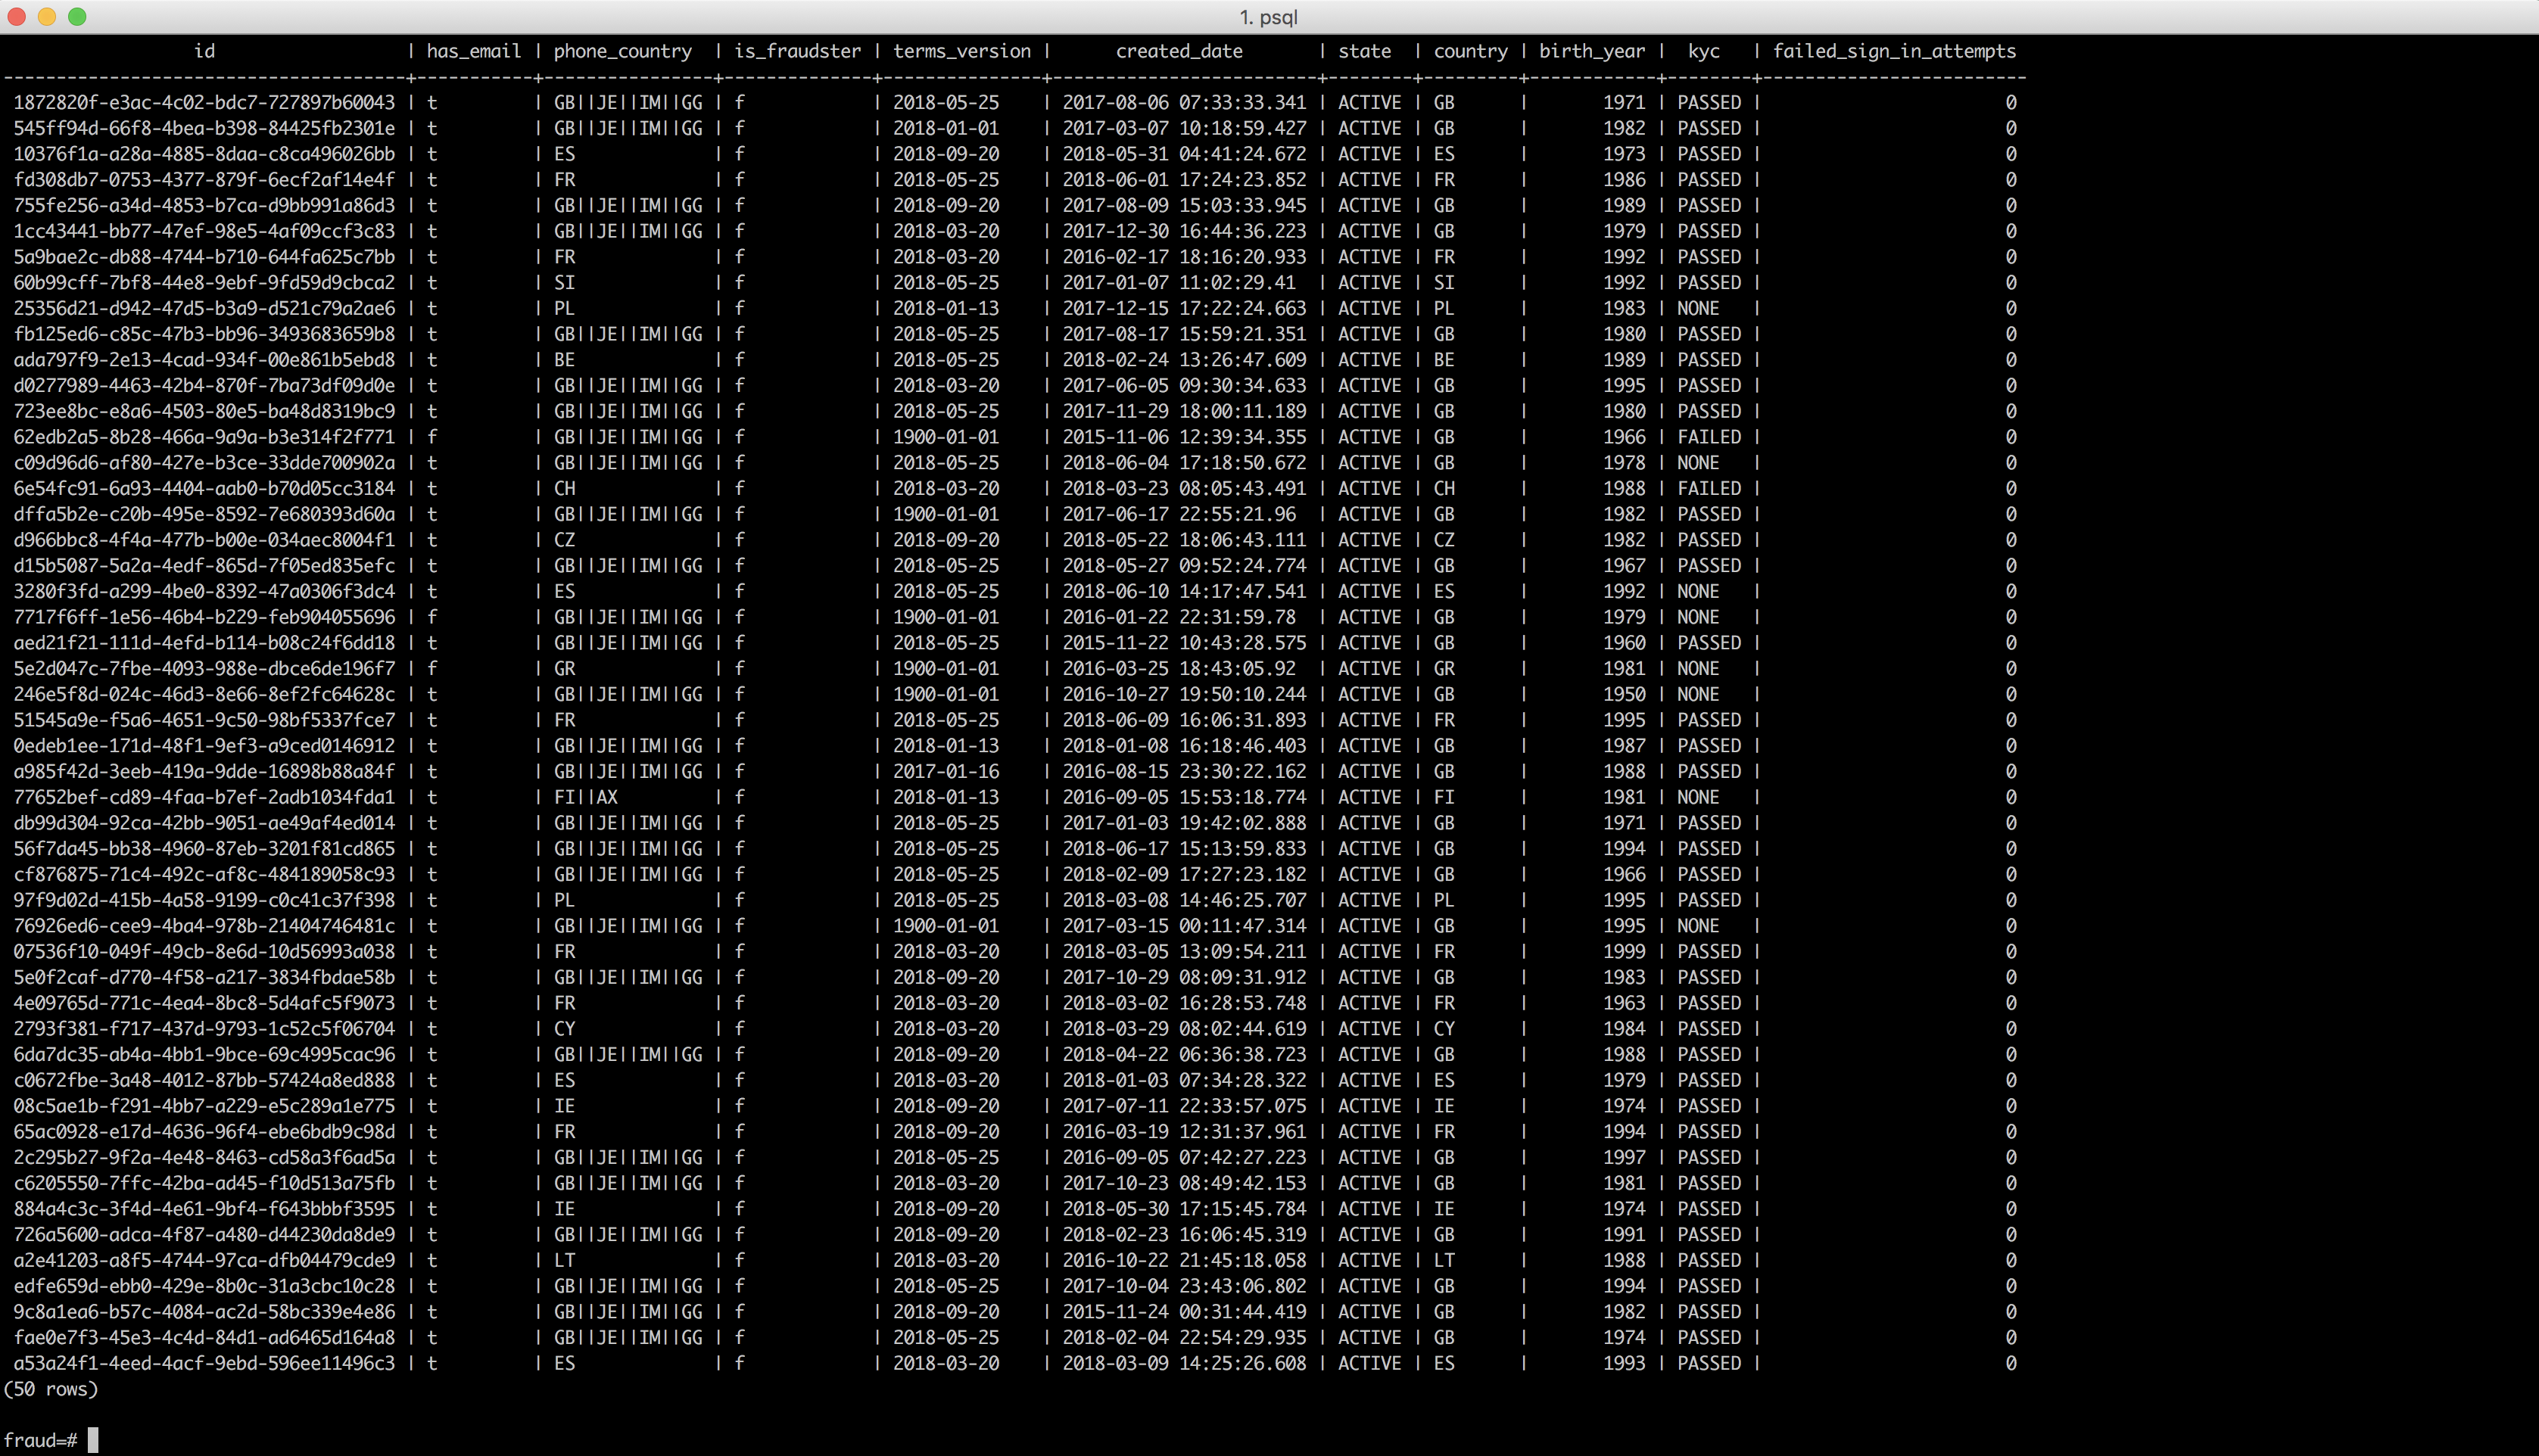 1. psql
id | has_email | phone_country | is_fraudster | terms_version | created_date | state | country | birth_year | kyc | failed_sign_in_attempts
--------------------------------------+-----------+----------------+--------------+---------------+-------------------------+--------+---------+------------+--------+-------------------------
1872820f-e3ac-4c02-bdc7-727897b60043 | t | GB||JE||IM||GG | f | 2018-05-25 | 2017-08-06 07:33:33.341 | ACTIVE | GB | 1971 | PASSED | 0
545ff94d-66f8-4bea-b398-84425fb2301e | t | GB||JE||IM||GG | f | 2018-01-01 | 2017-03-07 10:18:59.427 | ACTIVE | GB | 1982 | PASSED | 0
10376f1a-a28a-4885-8daa-c8ca496026bb | t | ES | f | 2018-09-20 | 2018-05-31 04:41:24.672 | ACTIVE | ES | 1973 | PASSED | 0
fd308db7-0753-4377-879f-6ecf2af14e4f | t | FR | f | 2018-05-25 | 2018-06-01 17:24:23.852 | ACTIVE | FR | 1986 | PASSED | 0
755fe256-a34d-4853-b7ca-d9bb991a86d3 | t | GB||JE||IM||GG | f | 2018-09-20 | 2017-08-09 15:03:33.945 | ACTIVE | GB | 1989 | PASSED | 0
1cc43441-bb77-47ef-98e5-4af09ccf3c83 | t | GB||JE||IM||GG | f | 2018-03-20 | 2017-12-30 16:44:36.223 | ACTIVE | GB | 1979 | PASSED | 0
5a9bae2c-db88-4744-b710-644fa625c7bb | t | FR | f | 2018-03-20 | 2016-02-17 18:16:20.933 | ACTIVE | FR | 1992 | PASSED | 0
60b99cff-7bf8-44e8-9ebf-9fd59d9cbca2 | t | SI | f | 2018-05-25 | 2017-01-07 11:02:29.41 | ACTIVE | SI | 1992 | PASSED | 0
25356d21-d942-47d5-b3a9-d521c79a2ae6 | t | PL | f | 2018-01-13 | 2017-12-15 17:22:24.663 | ACTIVE | PL | 1983 | NONE | 0
fb125ed6-c85c-47b3-bb96-3493683659b8 | t | GB||JE||IM||GG | f | 2018-05-25 | 2017-08-17 15:59:21.351 | ACTIVE | GB | 1980 | PASSED | 0
ada797f9-2e13-4cad-934f-00e861b5ebd8 | t | BE | f | 2018-05-25 | 2018-02-24 13:26:47.609 | ACTIVE | BE | 1989 | PASSED | 0
d0277989-4463-42b4-870f-7ba73df09d0e | t | GB||JE||IM||GG | f | 2018-03-20 | 2017-06-05 09:30:34.633 | ACTIVE | GB | 1995 | PASSED | 0
723ee8bc-e8a6-4503-80e5-ba48d8319bc9 | t | GB||JE||IM||GG | f | 2018-05-25 | 2017-11-29 18:00:11.189 | ACTIVE | GB | 1980 | PASSED | 0
62edb2a5-8b28-466a-9a9a-b3e314f2f771 | f | GB||JE||IM||GG | f | 1900-01-01 | 2015-11-06 12:39:34.355 | ACTIVE | GB | 1966 | FAILED | 0
c09d96d6-af80-427e-b3ce-33dde700902a | t | GB||JE||IM||GG | f | 2018-05-25 | 2018-06-04 17:18:50.672 | ACTIVE | GB | 1978 | NONE | 0
6e54fc91-6a93-4404-aab0-b70d05cc3184 | t | CH | f | 2018-03-20 | 2018-03-23 08:05:43.491 | ACTIVE | CH | 1988 | FAILED | 0
dffa5b2e-c20b-495e-8592-7e680393d60a | t | GB||JE||IM||GG | f | 1900-01-01 | 2017-06-17 22:55:21.96 | ACTIVE | GB | 1982 | PASSED | 0
d966bbc8-4f4a-477b-b00e-034aec8004f1 | t | CZ | f | 2018-09-20 | 2018-05-22 18:06:43.111 | ACTIVE | CZ | 1982 | PASSED | 0
d15b5087-5a2a-4edf-865d-7f05ed835efc | t | GB||JE||IM||GG | f | 2018-05-25 | 2018-05-27 09:52:24.774 | ACTIVE | GB | 1967 | PASSED | 0
3280f3fd-a299-4be0-8392-47a0306f3dc4 | t | ES | f | 2018-05-25 | 2018-06-10 14:17:47.541 | ACTIVE | ES | 1992 | NONE | 0
7717f6ff-1e56-46b4-b229-feb904055696 | f | GB||JE||IM||GG | f | 1900-01-01 | 2016-01-22 22:31:59.78 | ACTIVE | GB | 1979 | NONE | 0
aed21f21-111d-4efd-b114-b08c24f6dd18 | t | GB||JE||IM||GG | f | 2018-05-25 | 2015-11-22 10:43:28.575 | ACTIVE | GB | 1960 | PASSED | 0
5e2d047c-7fbe-4093-988e-dbce6de196f7 | f | GR | f | 1900-01-01 | 2016-03-25 18:43:05.92 | ACTIVE | GR | 1981 | NONE | 0
246e5f8d-024c-46d3-8e66-8ef2fc64628c | t | GB||JE||IM||GG | f | 1900-01-01 | 2016-10-27 19:50:10.244 | ACTIVE | GB | 1950 | NONE | 0
51545a9e-f5a6-4651-9c50-98bf5337fce7 | t | FR | f | 2018-05-25 | 2018-06-09 16:06:31.893 | ACTIVE | FR | 1995 | PASSED | 0
0edeb1ee-171d-48f1-9ef3-a9ced0146912 | t | GB||JE||IM||GG | f | 2018-01-13 | 2018-01-08 16:18:46.403 | ACTIVE | GB | 1987 | PASSED | 0
a985f42d-3eeb-419a-9dde-16898b88a84f | t | GB||JE||IM||GG | f | 2017-01-16 | 2016-08-15 23:30:22.162 | ACTIVE | GB | 1988 | PASSED | 0
77652bef-cd89-4faa-b7ef-2adb1034fda1 | t | FI||AX | f | 2018-01-13 | 2016-09-05 15:53:18.774 | ACTIVE | FI | 1981 | NONE | 0
db99d304-92ca-42bb-9051-ae49af4ed014 | t | GB||JE||IM||GG | f | 2018-05-25 | 2017-01-03 19:42:02.888 | ACTIVE | GB | 1971 | PASSED | 0
56f7da45-bb38-4960-87eb-3201f81cd865 | t | GB||JE||IM||GG | f | 2018-05-25 | 2018-06-17 15:13:59.833 | ACTIVE | GB | 1994 | PASSED | 0
cf876875-71c4-492c-af8c-484189058c93 | t | GB||JE||IM||GG | f | 2018-05-25 | 2018-02-09 17:27:23.182 | ACTIVE | GB | 1966 | PASSED | 0
97f9d02d-415b-4a58-9199-c0c41c37f398 | t | PL | f | 2018-05-25 | 2018-03-08 14:46:25.707 | ACTIVE | PL | 1995 | PASSED | 0
76926ed6-cee9-4ba4-978b-21404746481c | t | GB||JE||IM||GG | f | 1900-01-01 | 2017-03-15 00:11:47.314 | ACTIVE | GB | 1995 | NONE | 0
07536f10-049f-49cb-8e6d-10d56993a038 | t | FR | f | 2018-03-20 | 2018-03-05 13:09:54.211 | ACTIVE | FR | 1999 | PASSED | 0
5e0f2caf-d770-4f58-a217-3834fbdae58b | t | GB||JE||IM||GG | f | 2018-09-20 | 2017-10-29 08:09:31.912 | ACTIVE | GB | 1983 | PASSED | 0
4e09765d-771c-4ea4-8bc8-5d4afc5f9073 | t | FR | f | 2018-03-20 | 2018-03-02 16:28:53.748 | ACTIVE | FR | 1963 | PASSED | 0
2793f381-f717-437d-9793-1c52c5f06704 | t | CY | f | 2018-03-20 | 2018-03-29 08:02:44.619 | ACTIVE | CY | 1984 | PASSED | 0
6da7dc35-ab4a-4bb1-9bce-69c4995cac96 | t | GB||JE||IM||GG | f | 2018-09-20 | 2018-04-22 06:36:38.723 | ACTIVE | GB | 1988 | PASSED | 0
c0672fbe-3a48-4012-87bb-57424a8ed888 | t | ES | f | 2018-03-20 | 2018-01-03 07:34:28.322 | ACTIVE | ES | 1979 | PASSED | 0
08c5ae1b-f291-4bb7-a229-e5c289a1e775 | t | IE | f | 2018-09-20 | 2017-07-11 22:33:57.075 | ACTIVE | IE | 1974 | PASSED | 0
65ac0928-e17d-4636-96f4-ebe6bdb9c98d | t | FR | f | 2018-09-20 | 2016-03-19 12:31:37.961 | ACTIVE | FR | 1994 | PASSED | 0
2c295b27-9f2a-4e48-8463-cd58a3f6ad5a | t | GB||JE||IM||GG | f | 2018-05-25 | 2016-09-05 07:42:27.223 | ACTIVE | GB | 1997 | PASSED | 0
c6205550-7ffc-42ba-ad45-f10d513a75fb | t | GB||JE||IM||GG | f | 2018-03-20 | 2017-10-23 08:49:42.153 | ACTIVE | GB | 1981 | PASSED | 0
884a4c3c-3f4d-4e61-9bf4-f643bbbf3595 | t | IE | f | 2018-09-20 | 2018-05-30 17:15:45.784 | ACTIVE | IE | 1974 | PASSED | 0
726a5600-adca-4f87-a480-d44230da8de9 | t | GB||JE||IM||GG | f | 2018-09-20 | 2018-02-23 16:06:45.319 | ACTIVE | GB | 1991 | PASSED | 0
a2e41203-a8f5-4744-97ca-dfb04479cde9 | t | LT | f | 2018-03-20 | 2016-10-22 21:45:18.058 | ACTIVE | LT | 1988 | PASSED | 0
edfe659d-ebb0-429e-8b0c-31a3cbc10c28 | t | GB||JE||IM||GG | f | 2018-05-25 | 2017-10-04 23:43:06.802 | ACTIVE | GB | 1994 | PASSED | 0
9c8a1ea6-b57c-4084-ac2d-58bc339e4e86 | t | GB||JE||IM||GG | f | 2018-09-20 | 2015-11-24 00:31:44.419 | ACTIVE | GB | 1982 | PASSED | 0
fae0e7f3-45e3-4c4d-84d1-ad6465d164a8 | t | GB||JE||IM||GG | f | 2018-05-25 | 2018-02-04 22:54:29.935 | ACTIVE | GB | 1974 | PASSED | 0
a53a24f1-4eed-4acf-9ebd-596ee11496c3 | t | ES | f | 2018-03-20 | 2018-03-09 14:25:26.608 | ACTIVE | ES | 1993 | PASSED | 0
(50 rows)
fraud=#